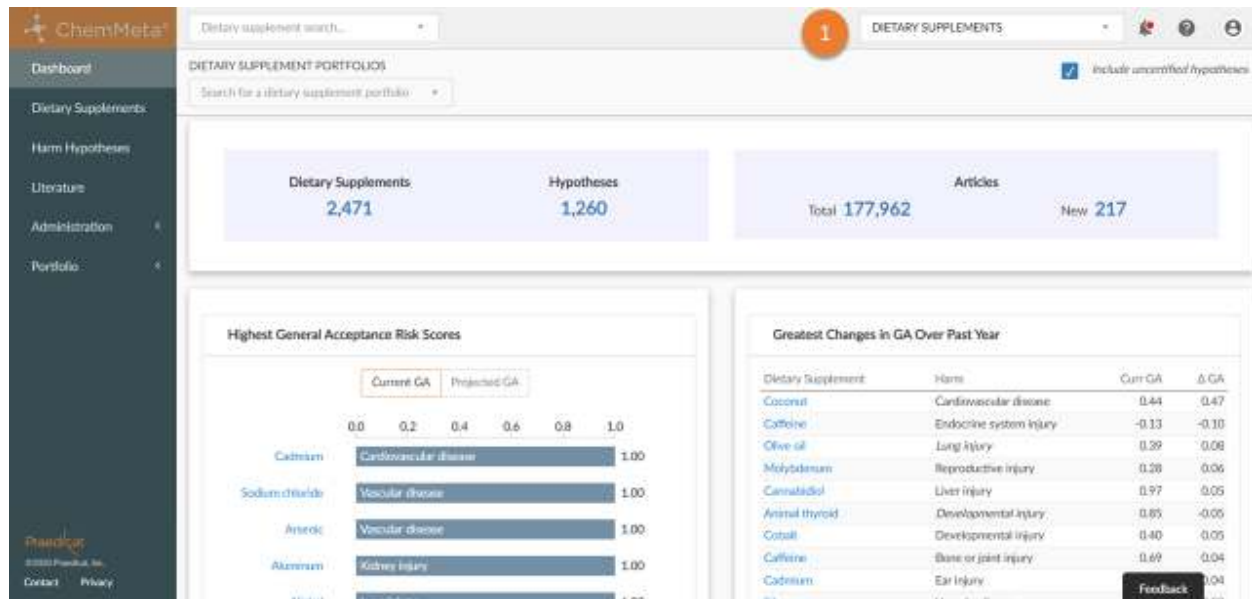 ChemMeta®
Dietary supplement search...
1
DIETARY SUPPLEMENTS
Dashboard
DIETARY SUPPLEMENT PORTFOLIOS
Include uncertified hypotheses
Search for a dietary supplement portfolio
Dietary Supplements
Harm Hypotheses
Literature
Administration
Portfolio
Dietary Supplements
Hypotheses
Articles
2,471
1,260
Total 177,962
New 217
Highest General Acceptance Risk Scores
Current GA
Projected GA
0.0 0.2 0.4 0.6 0.8 1.0
Cadmium Cardiovascular disease 1.00
Sodium chloride Vascular disease 1.00
Arsenic Vascular disease 1.00
Aluminum Kidney injury 1.00
Greatest Changes in GA Over Past Year
Dietary Supplement Harm Curr GA Δ GA
Coconut Cardiovascular disease 0.44 0.47
Caffeine Endocrine system injury -0.13 -0.10
Olive oil Lung injury 0.39 0.08
Molybdenum Reproductive injury 0.28 0.06
Cannabidiol Liver injury 0.97 0.05
Animal thyroid Developmental injury 0.85 -0.05
Cobalt Developmental injury 0.40 0.05
Caffeine Bone or joint injury 0.69 0.04
Cadmium Ear injury 0.04
Feedback
Praedicat
©2020 Praedicat, Inc.
Contact Privacy